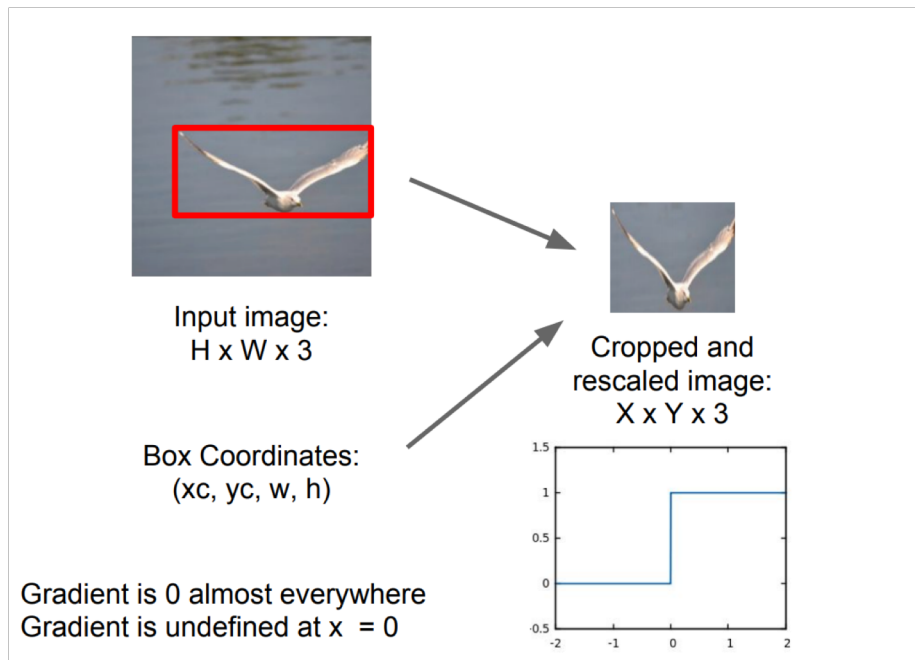 Input image:
H x W x 3
Cropped and
rescaled image:
X x Y x 3
Box Coordinates:
(xc, yc, w, h)
1.5
1
0.5
0
-0.5
-2
-1
0
1
2
Gradient is 0 almost everywhere
Gradient is undefined at x = 0